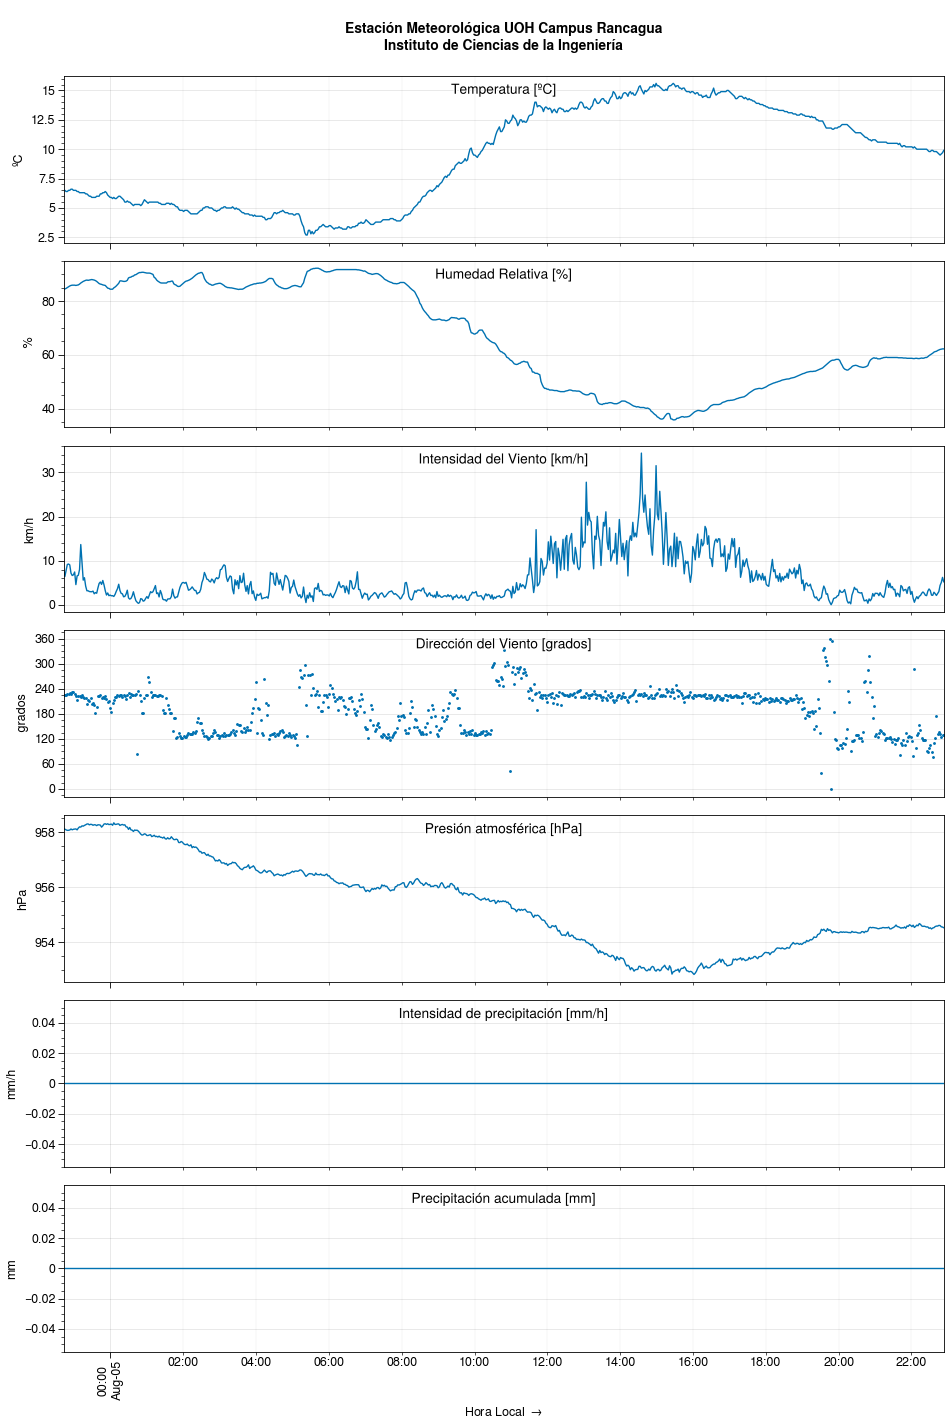 Estación Meteorológica UOH Campus Rancagua
Instituto de Ciencias de la Ingeniería
Temperatura [ºC]
ºC
15
12.5
10
7.5
5
2.5
Humedad Relativa [%]
%
80
60
40
Intensidad del Viento [km/h]
km/h
30
20
10
0
Dirección del Viento [grados]
grados
360
300
240
180
120
60
0
Presión atmosférica [hPa]
hPa
958
956
954
Intensidad de precipitación [mm/h]
mm/h
0.04
0.02
0
−0.02
−0.04
Precipitación acumulada [mm]
mm
0.04
0.02
0
−0.02
−0.04
00:00
Aug-05
02:00 04:00 06:00 08:00 10:00 12:00 14:00 16:00 18:00 20:00 22:00
Hora Local →